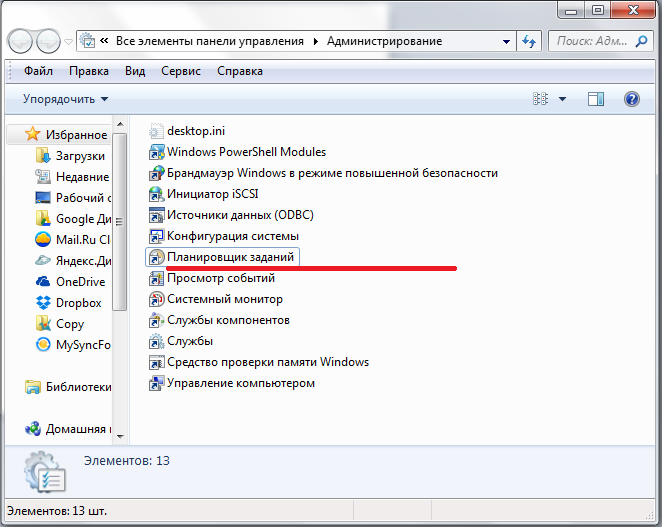 Все элементы панели управления Администрирование
Поиск: Адм...
Файл Правка Вид Сервис Справка
Упорядочить
Избранное
Загрузки
Недавние
Рабочий с
Google Ди
Mail.Ru Cl
Яндекс.Ди
OneDrive
Dropbox
Copy
MySyncFo
Библиотеки
Домашняя
desktop.ini
Windows PowerShell Modules
Брандмауэр Windows в режиме повышенной безопасности
Инициатор iSCSI
Источники данных (ODBC)
Конфигурация системы
Планировщик заданий
Просмотр событий
Системный монитор
Службы компонентов
Службы
Средство проверки памяти Windows
Управление компьютером
Элементов: 13
Элементов: 13 шт.